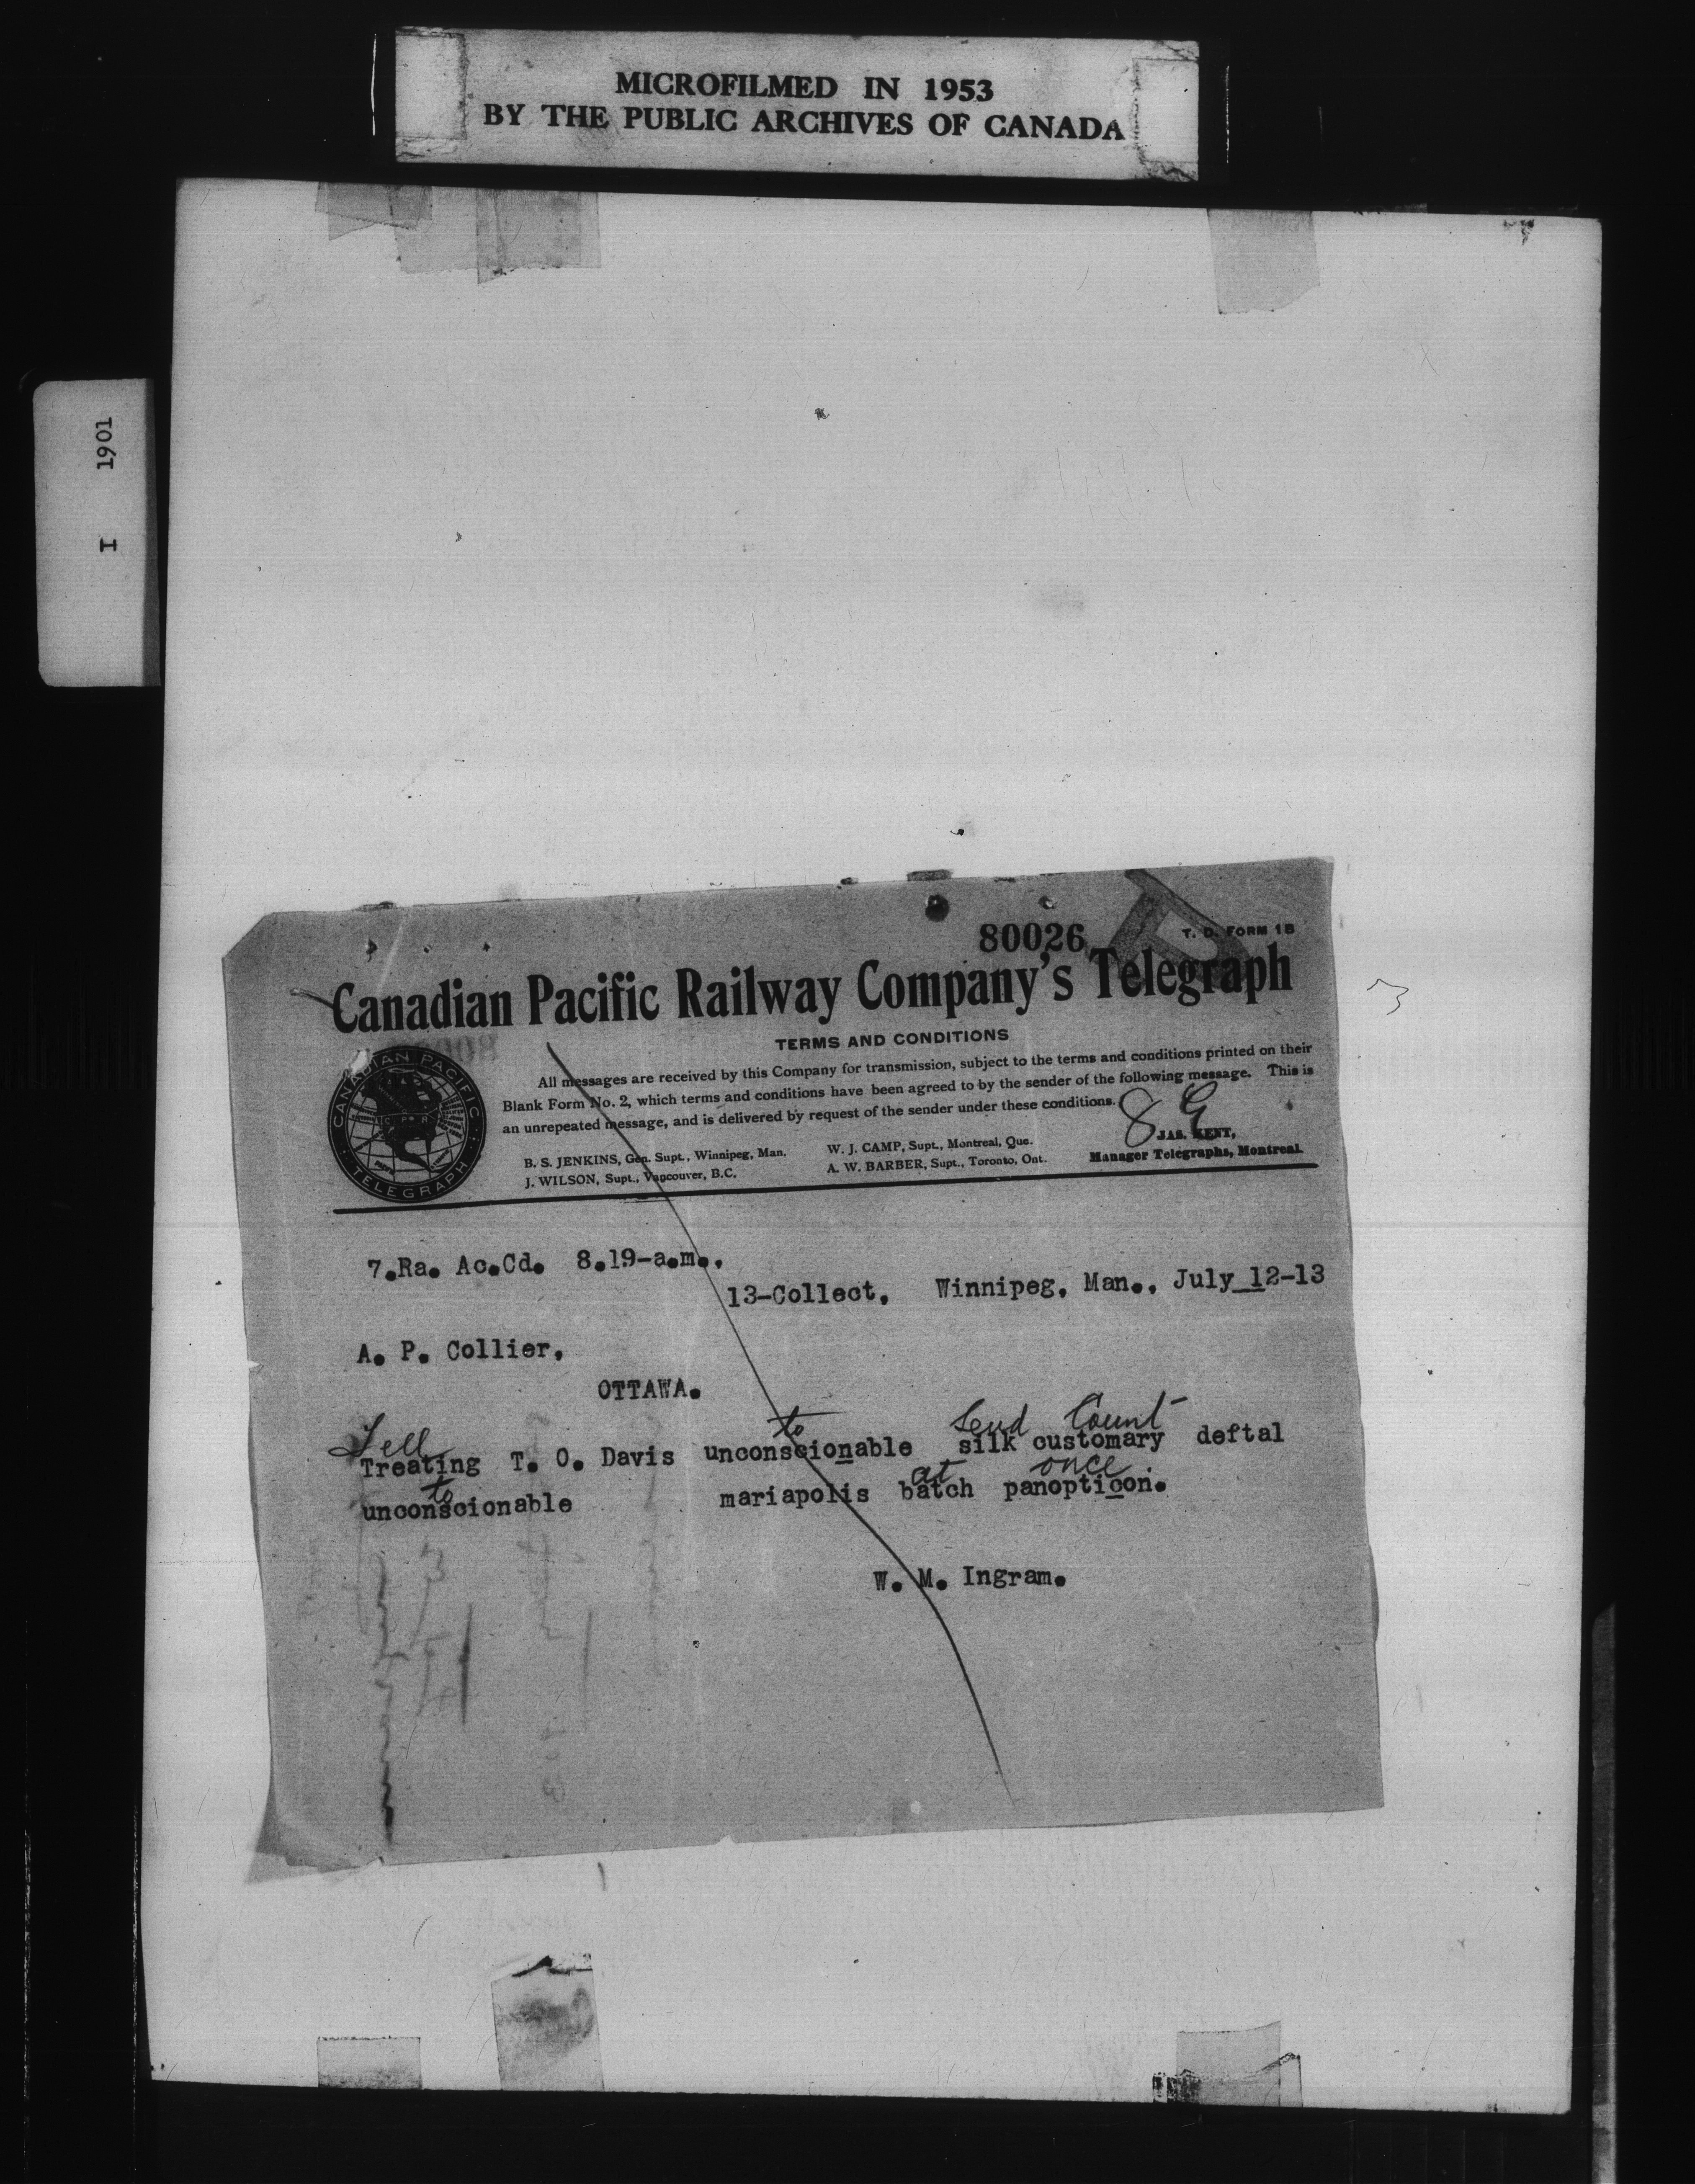 MICROFILMED IN 1953
BY THE PUBLIC ARCHIVES OF CANADA
I 1901
80026
T. D. FORM 1B
Canadian Pacific Railway Company's Telegraph
TERMS AND CONDITIONS
CANADIAN PACIFIC
TELEGRAPH
All messages are received by this Company for transmission, subject to the terms and conditions printed on their
Blank Form No. 2, which terms and conditions have been agreed to by the sender of the following message. This is
an unrepeated message, and is delivered by request of the sender under these conditions.
B. S. JENKINS, Gen. Supt., Winnipeg, Man.
J. WILSON, Supt., Vancouver, B.C.
W. J. CAMP, Supt., Montreal, Que.
A. W. BARBER, Supt., Toronto, Ont.
JAS. KENT,
Manager Telegraphs, Montreal.
7.Ra. Ac.Cd. 8.19-a.m..
13-Collect, Winnipeg, Man., July 12-13
A. P. Collier,
OTTAWA.
Tell to Send Count
Treating T. O. Davis unconscionable silk customary deftal
to at once.
unconscionable mariapolis batch panopticon.
W. M. Ingram.